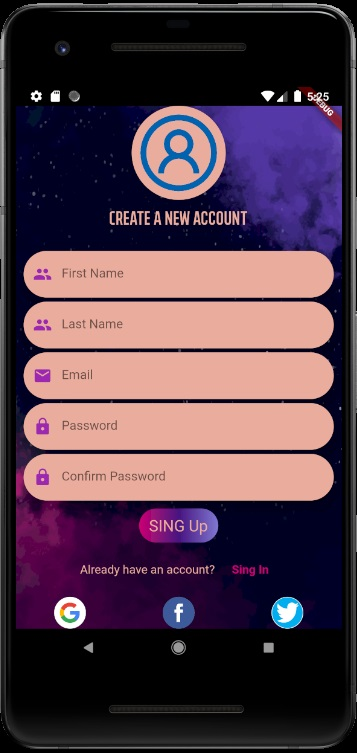 5:25
DEBUG
CREATE A NEW ACCOUNT
First Name
Last Name
Email
Password
Confirm Password
SING Up
Already have an account? Sing In